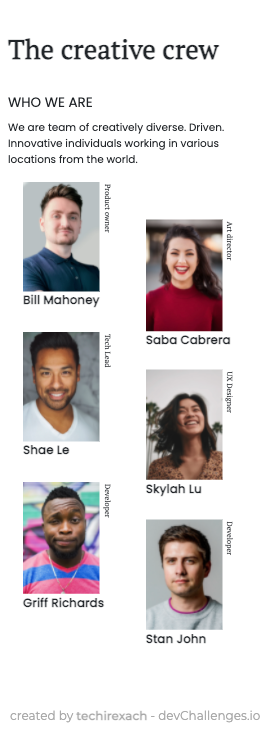 The creative crew
WHO WE ARE
We are team of creatively diverse. Driven.
Innovative individuals working in various
locations from the world.
Product owner
Bill Mahoney
Art director
Saba Cabrera
Tech Lead
Shae Le
UX Designer
Skylah Lu
Developer
Griff Richards
Developer
Stan John
created by techirexach - devChallenges.io